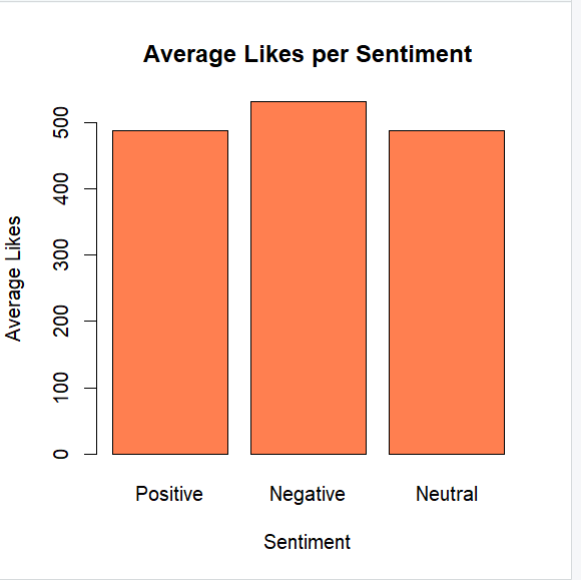 Average Likes per Sentiment
Average Likes
500
400
300
200
100
0
Positive Negative Neutral
Sentiment